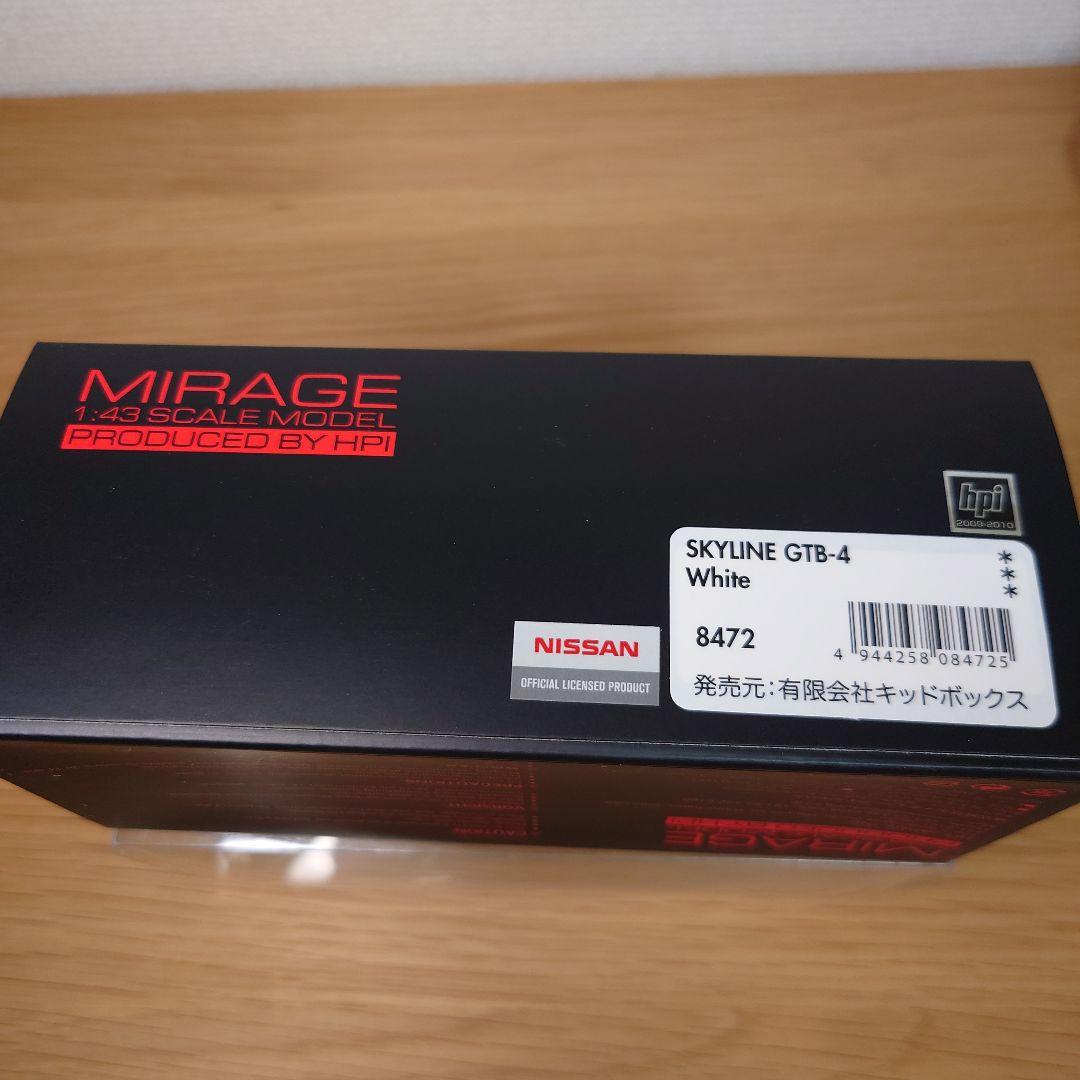 MIRAGE
1:43 SCALE MODEL
PRODUCED BY HPI
hpi
2009-2010
SKYLINE GTB-4
White
***
8472
4 944258 084725
発売元:有限会社キッドボックス
NISSAN
OFFICIAL LICENSED PRODUCT
MIRAGE